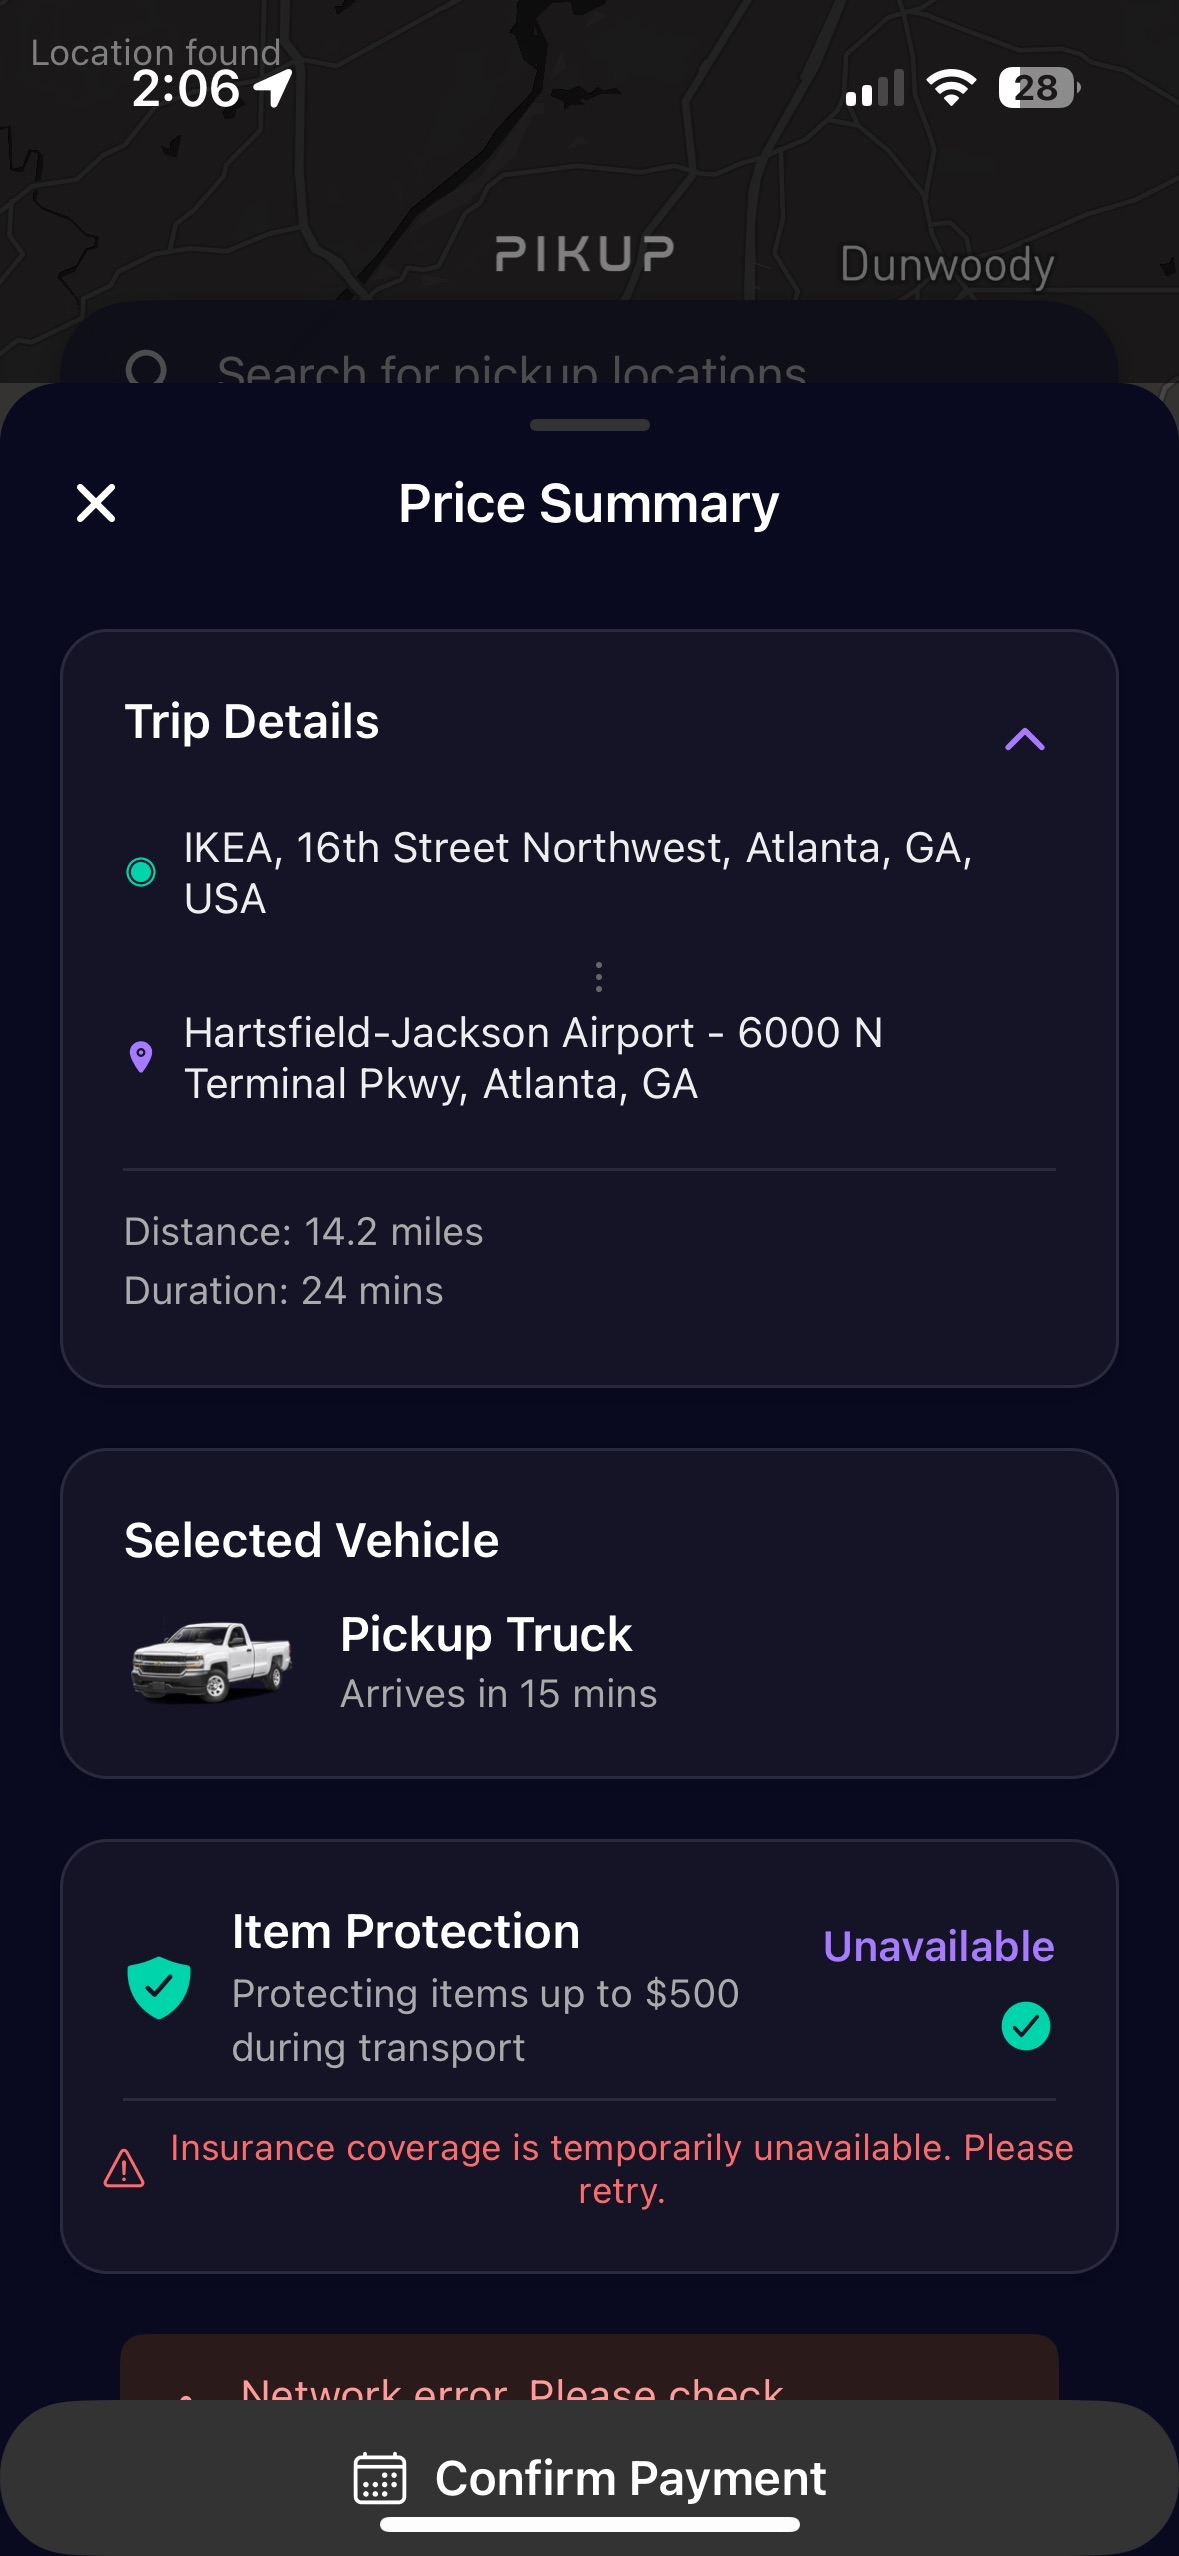 Location found
2:06
28
PIKUP
Dunwoody
Search for pickup locations
Price Summary
Trip Details
IKEA, 16th Street Northwest, Atlanta, GA,
USA
Hartsfield-Jackson Airport - 6000 N
Terminal Pkwy, Atlanta, GA
Distance: 14.2 miles
Duration: 24 mins
Selected Vehicle
Pickup Truck
Arrives in 15 mins
Item Protection
Unavailable
Protecting items up to $500
during transport
Insurance coverage is temporarily unavailable. Please
retry.
Network error. Please check
Confirm Payment